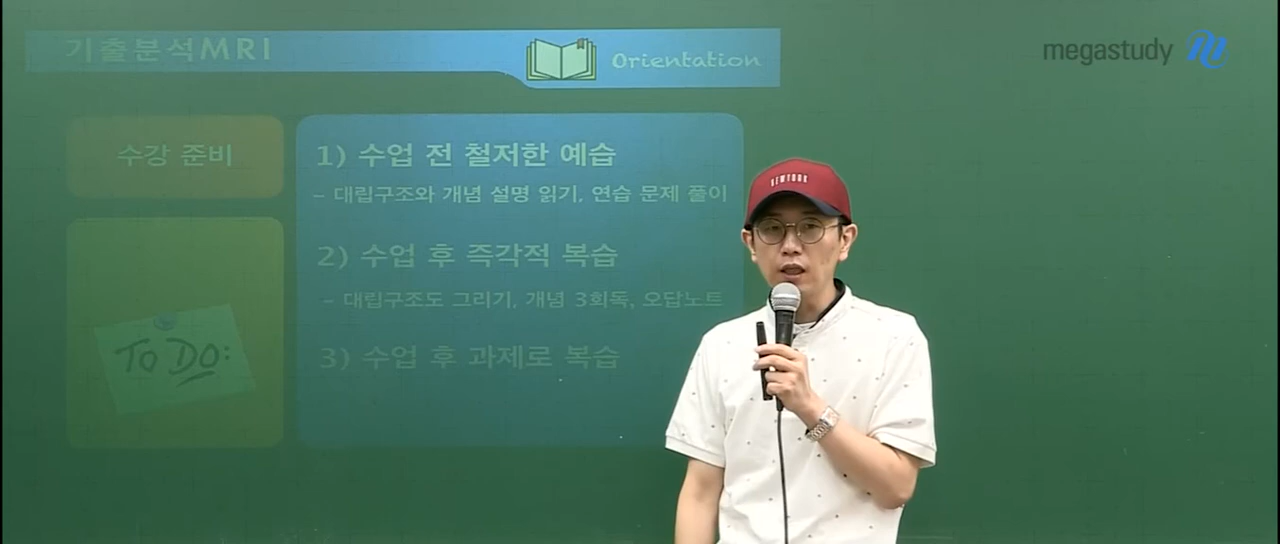 기출분석MRI
Orientation
megastudy
수강 준비
1) 수업 전 철저한 예습
- 대립구조와 개념 설명 읽기, 연습 문제 풀이
2) 수업 후 즉각적 복습
- 대립구조도 그리기, 개념 3회독, 오답노트
3) 수업 후 과제로 복습
TO DO:
NEWYORK